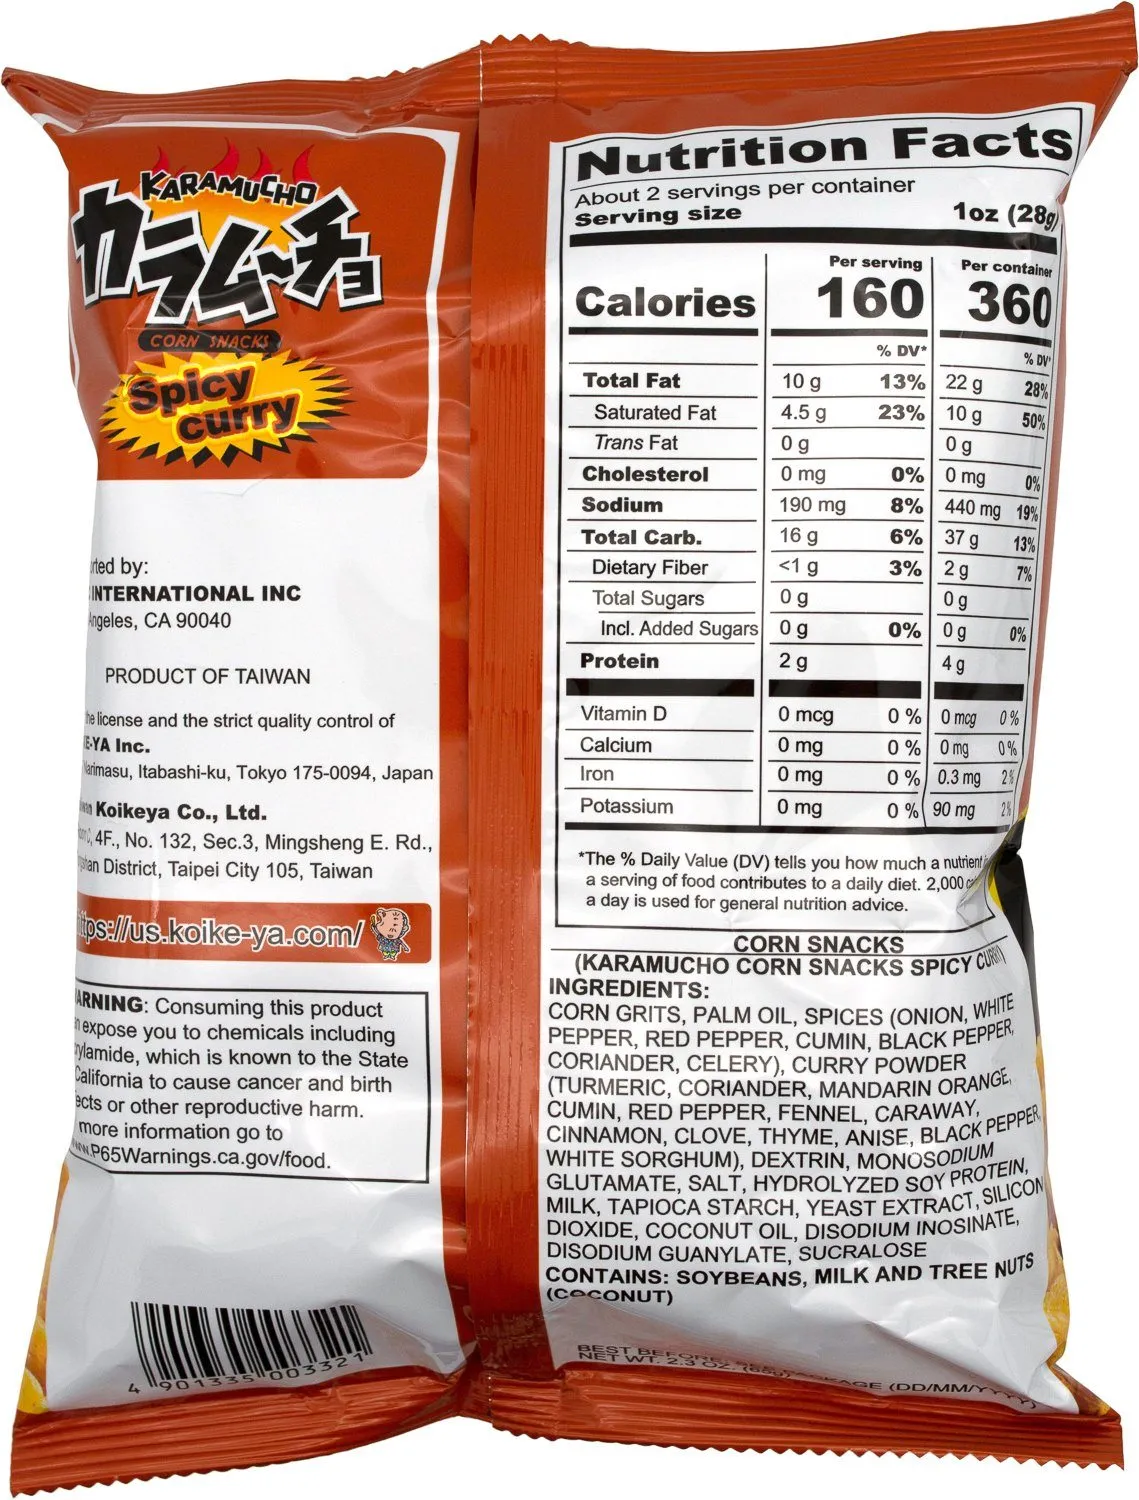 KARAMUCHO
カラムーチョ
CORN SNACKS
Spicy
curry
by:
INTERNATIONAL INC
Angeles, CA 90040
PRODUCT OF TAIWAN
license and the strict quality control of
Inc.
Narimasu, Itabashi-ku, Tokyo 175-0094, Japan
Koikeya Co., Ltd.
4F., No. 132, Sec.3, Mingsheng E. Rd.,
District, Taipei City 105, Taiwan
https://us.koike-ya.com/
WARNING: Consuming this product
expose you to chemicals including
which is known to the State
California to cause cancer and birth
or other reproductive harm.
more information go to
www.P65Warnings.ca.gov/food.
4 901335 003321
Nutrition Facts
About 2 servings per container
Serving size 1oz (28g)
Per serving Per container
Calories 160 360
% DV* % DV*
Total Fat 10 g 13% 22 g 28%
Saturated Fat 4.5 g 23% 10 g 50%
Trans Fat 0 g 0 g
Cholesterol 0 mg 0% 0 mg 0%
Sodium 190 mg 8% 440 mg 19%
Total Carb. 16 g 6% 37 g 13%
Dietary Fiber <1 g 3% 2 g 7%
Total Sugars 0 g 0 g
Incl. Added Sugars 0 g 0% 0 g 0%
Protein 2 g 4 g
Vitamin D 0 mcg 0 % 0 mcg 0 %
Calcium 0 mg 0 % 0 mg 0 %
Iron 0 mg 0 % 0.3 mg 2%
Potassium 0 mg 0 % 90 mg 2%
*The % Daily Value (DV) tells you how much a nutrient
a serving of food contributes to a daily diet. 2,000
a day is used for general nutrition advice.
CORN SNACKS
(KARAMUCHO CORN SNACKS SPICY CURRY)
INGREDIENTS:
CORN GRITS, PALM OIL, SPICES (ONION, WHITE
PEPPER, RED PEPPER, CUMIN, BLACK PEPPER,
CORIANDER, CELERY), CURRY POWDER
(TURMERIC, CORIANDER, MANDARIN ORANGE,
CUMIN, RED PEPPER, FENNEL, CARAWAY,
CINNAMON, CLOVE, THYME, ANISE, BLACK PEPPER,
WHITE SORGHUM), DEXTRIN, MONOSODIUM
GLUTAMATE, SALT, HYDROLYZED SOY PROTEIN,
MILK, TAPIOCA STARCH, YEAST EXTRACT, SILICON
DIOXIDE, COCONUT OIL, DISODIUM INOSINATE,
DISODIUM GUANYLATE, SUCRALOSE
CONTAINS: SOYBEANS, MILK AND TREE NUTS
(COCONUT)
BEST BEFORE: SEE PACKAGE (DD/MM/YYYY)
NET WT. 2.3 OZ. (65g)